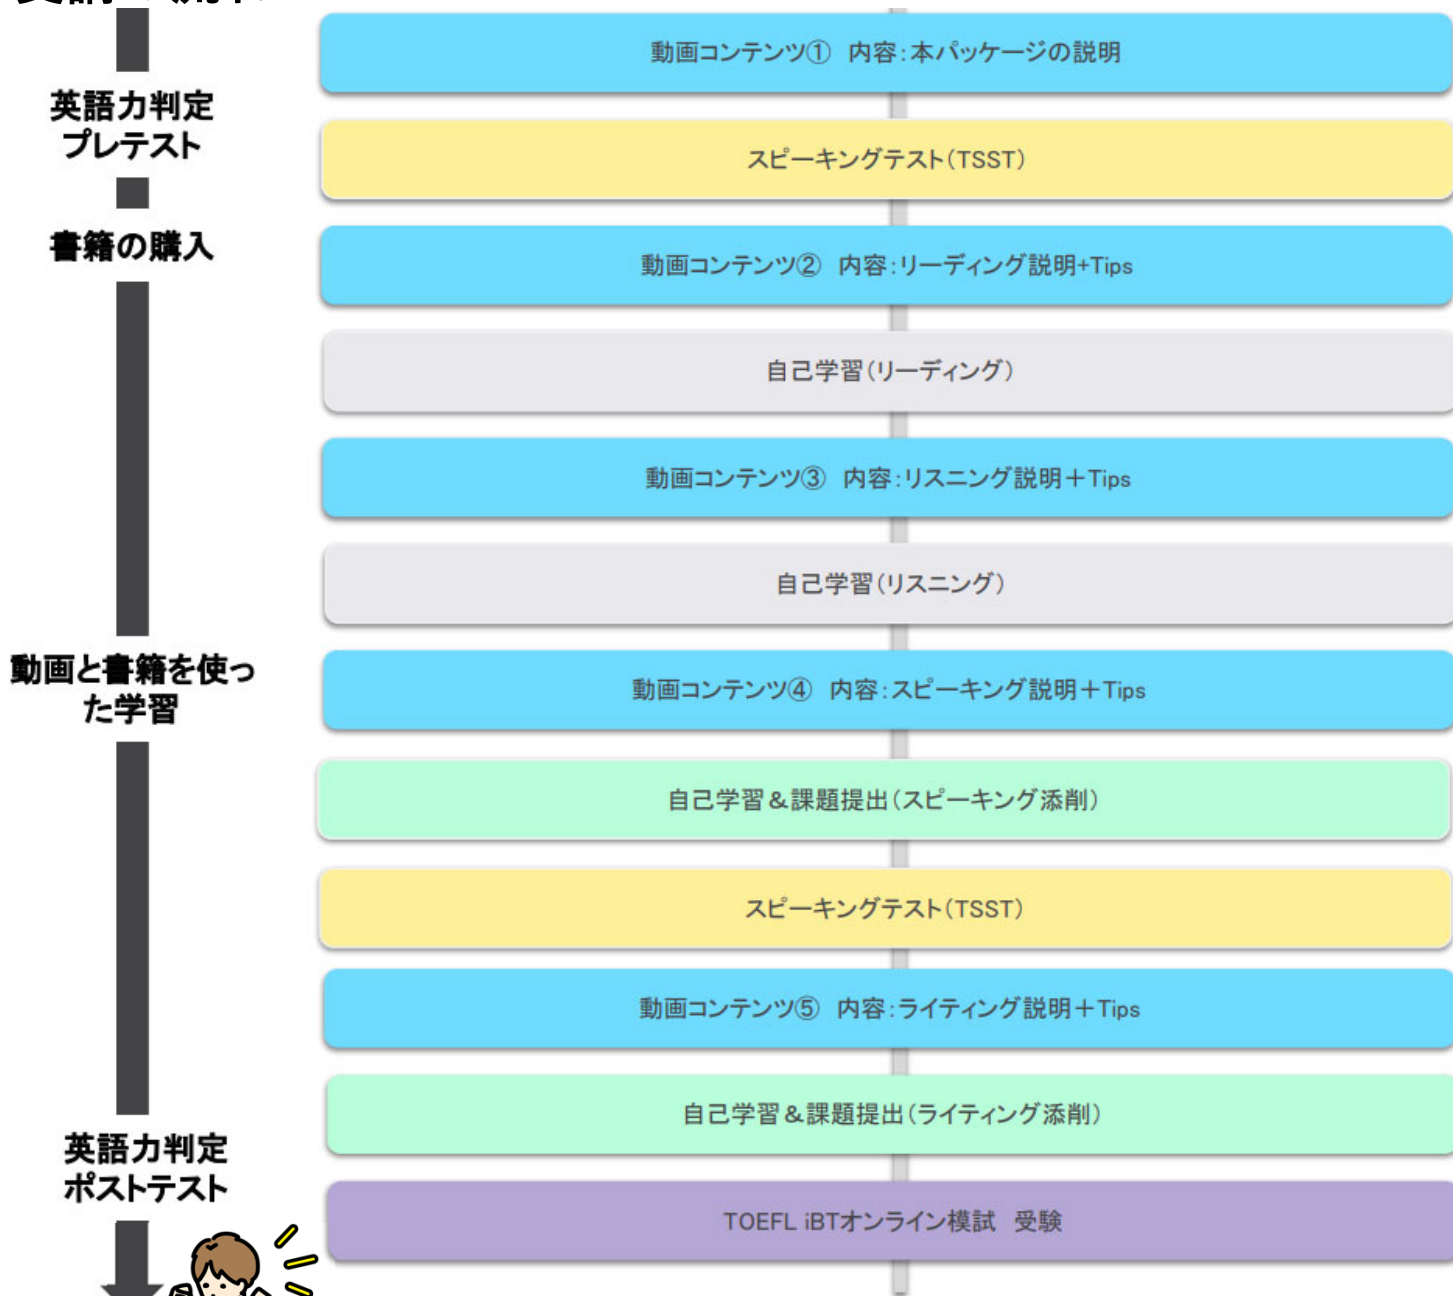 動画コンテンツ① 内容:本パッケージの説明
英語力判定
プレテスト
スピーキングテスト(TSST)
書籍の購入
動画コンテンツ② 内容:リーディング説明+Tips
自己学習(リーディング)
動画コンテンツ③ 内容:リスニング説明+Tips
自己学習(リスニング)
動画と書籍を使っ
た学習
動画コンテンツ④ 内容:スピーキング説明+Tips
自己学習&課題提出(スピーキング添削)
スピーキングテスト(TSST)
動画コンテンツ⑤ 内容:ライティング説明+Tips
自己学習&課題提出(ライティング添削)
英語力判定
ポストテスト
TOEFL iBTオンライン模試 受験